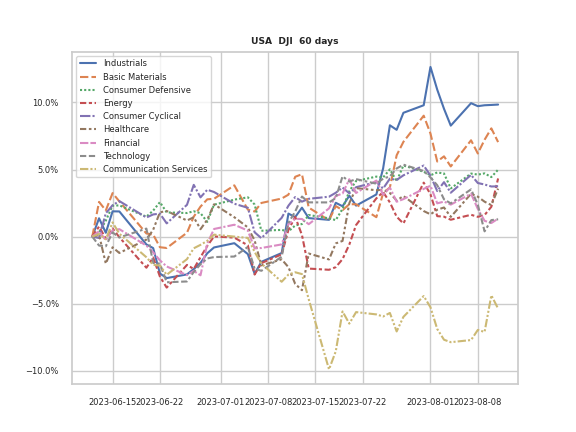 USA DJI 60 days
Industrials
Basic Materials
Consumer Defensive
Energy
Consumer Cyclical
Healthcare
Financial
Technology
Communication Services
10.0%
5.0%
0.0%
−5.0%
−10.0%
2023-06-15 2023-06-22 2023-07-01 2023-07-08 2023-07-15 2023-07-22 2023-08-01 2023-08-08